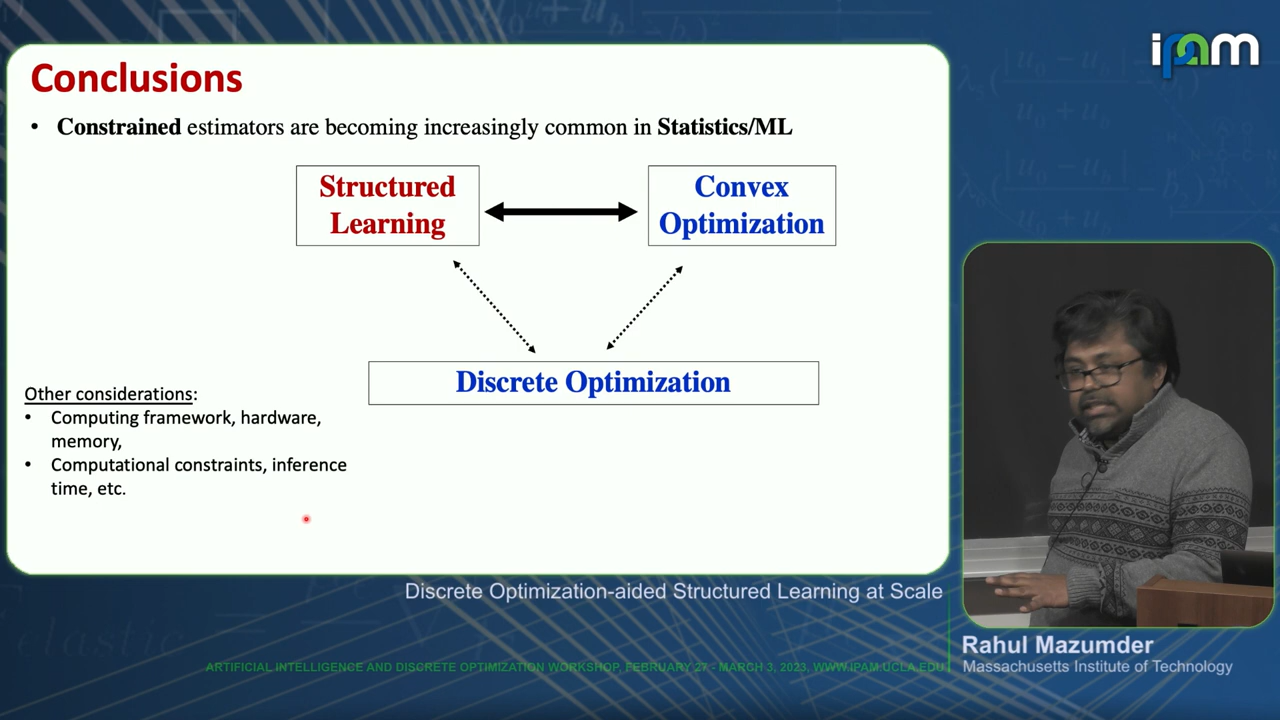 ipam
Conclusions
• Constrained estimators are becoming increasingly common in Statistics/ML
Structured
Learning
Convex
Optimization
Discrete Optimization
Other considerations:
• Computing framework, hardware,
memory,
• Computational constraints, inference
time, etc.
Discrete Optimization-aided Structured Learning at Scale
Rahul Mazumder
Massachusetts Institute of Technology
ARTIFICIAL INTELLIGENCE AND DISCRETE OPTIMIZATION WORKSHOP, FEBRUARY 27 - MARCH 3, 2023, WWW.IPAM.UCLA.EDU
elastic